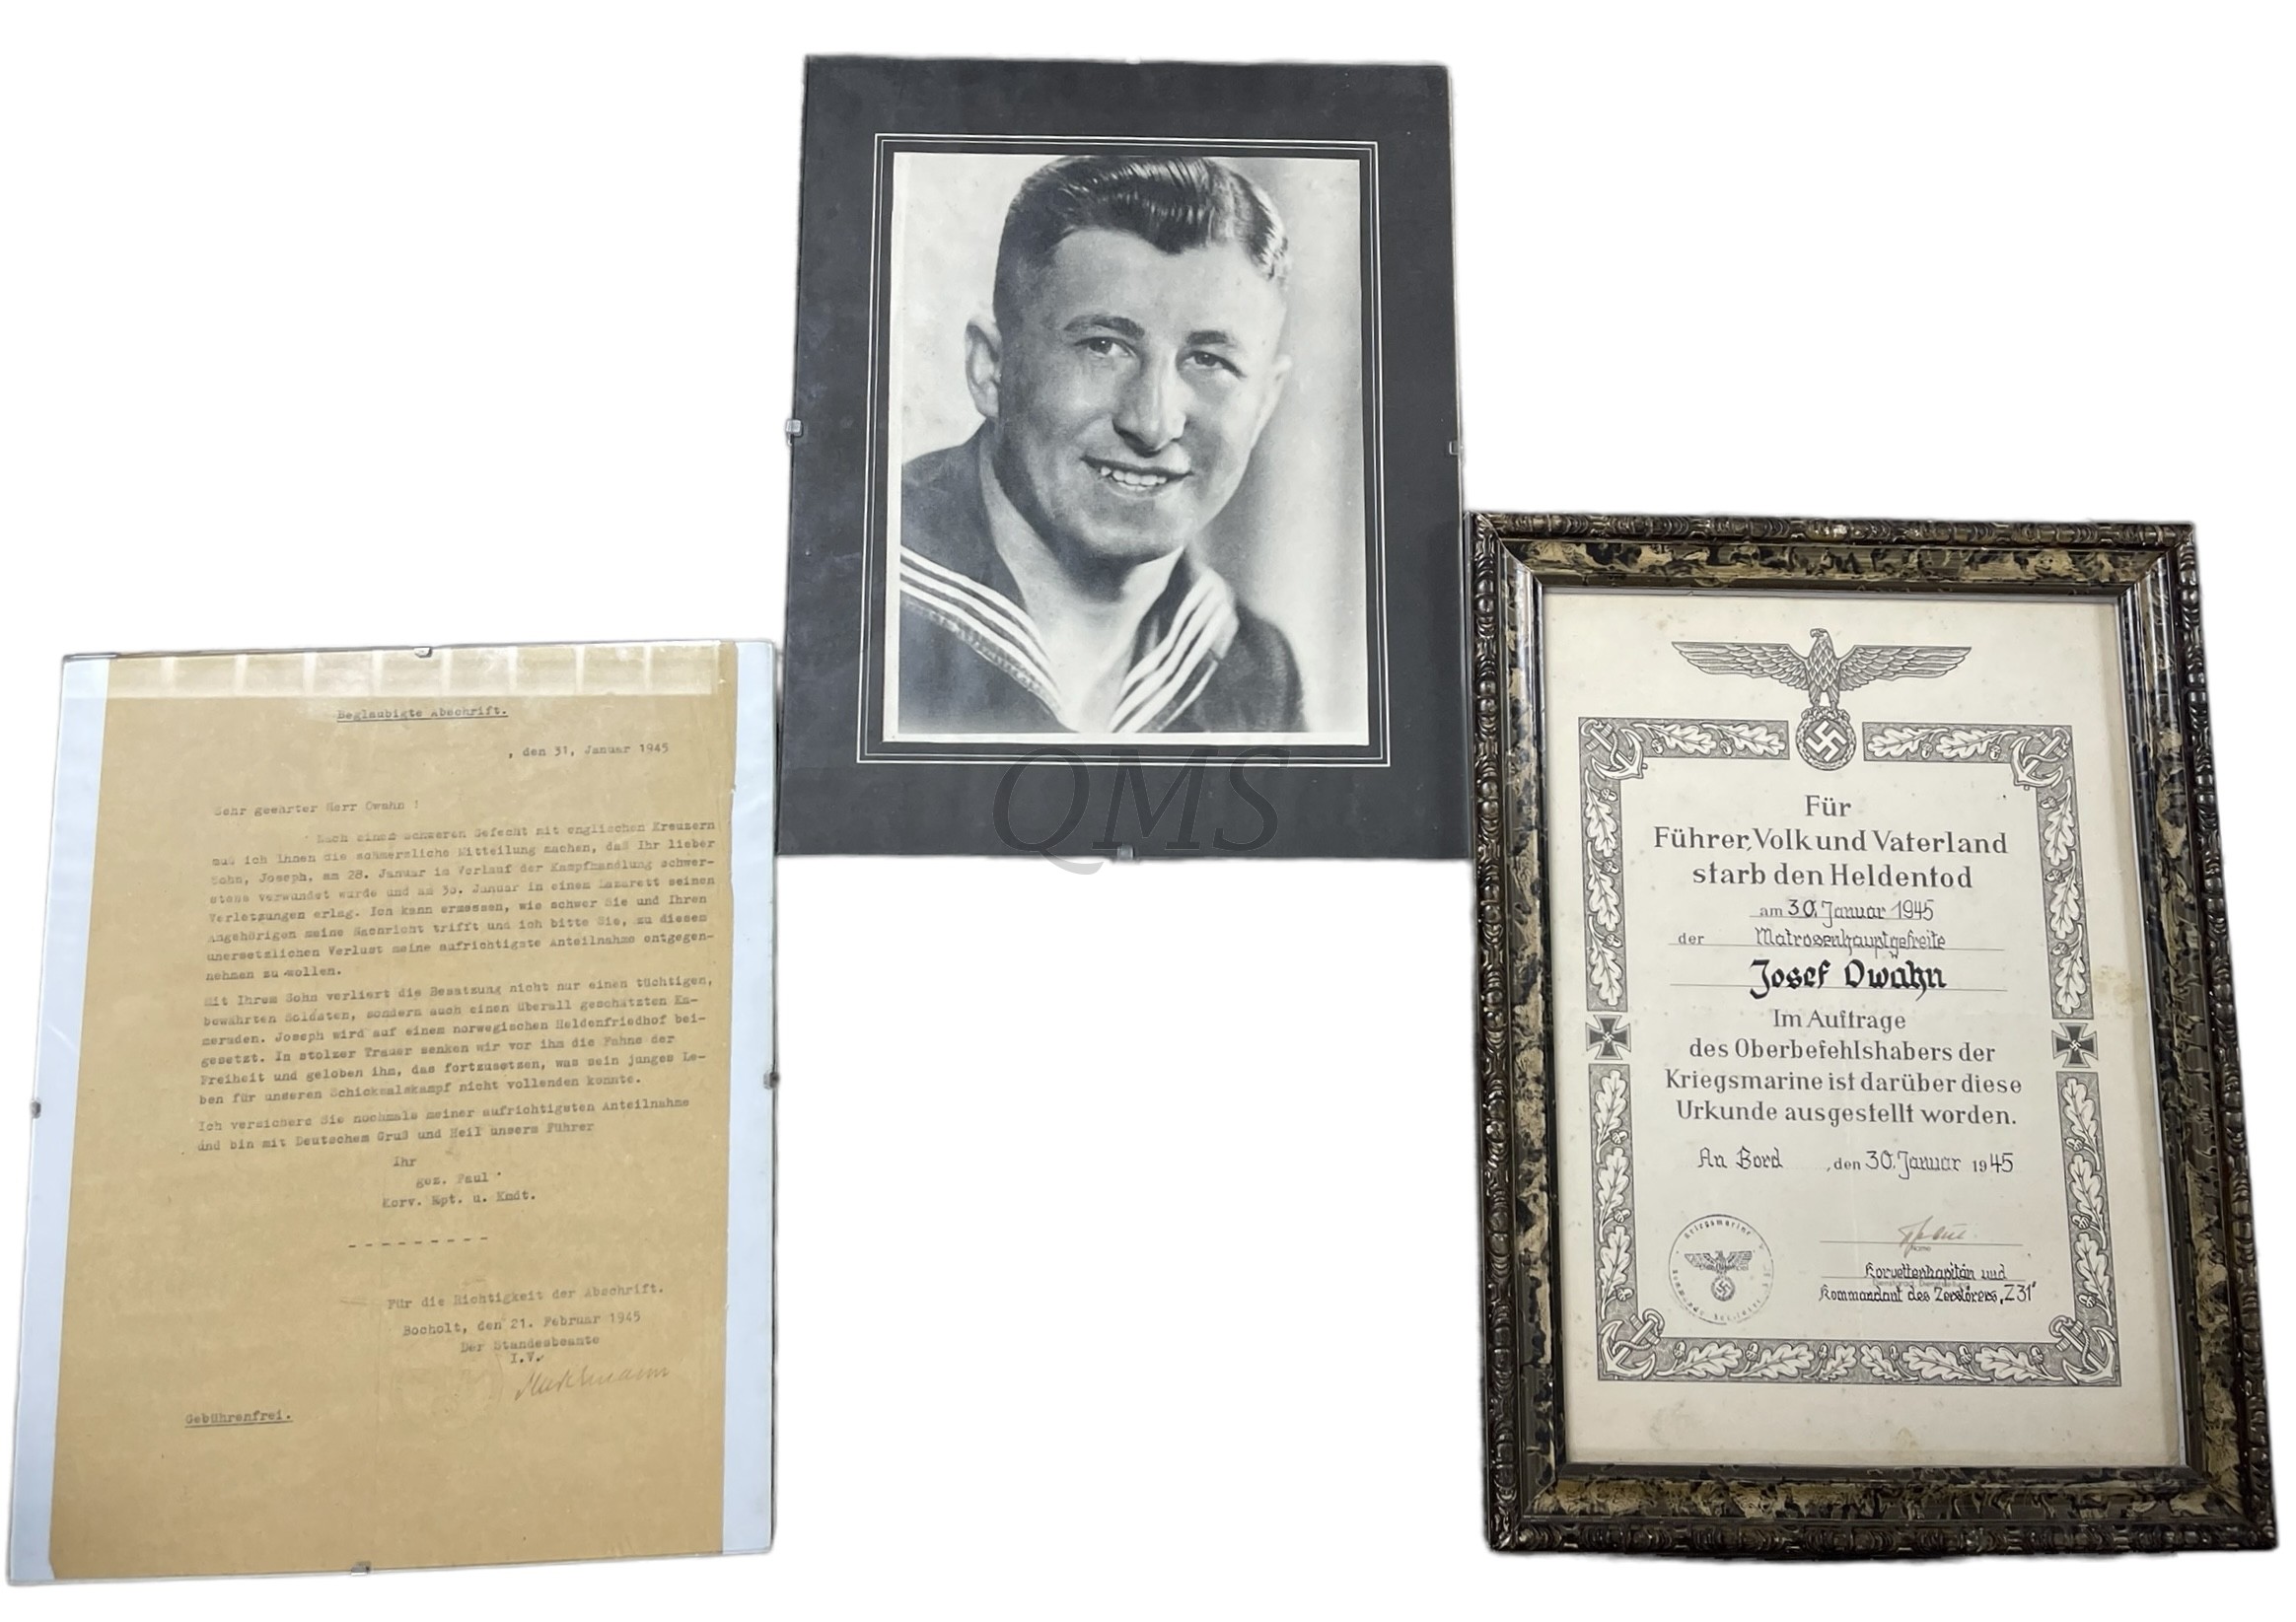 Beglaubigte Abschrift.
, den 31, Januar 1945
Sehr geehrter Herr Owahn !
Nach einem schweren Gefecht mit englischen Kreuzern
muß ich Ihnen die schmerzliche Mitteilung machen, daß Ihr lieber
Sohn, Joseph, am 28. Januar im Verlauf der Kampfhandlung schwer-
stens verwundet wurde und am 30. Januar in einem Lazarett seinen
Verletzungen erlag. Ich kann ermessen, wie schwer Sie und Ihren
Angehörigen meine Nachricht trifft und ich bitte Sie, zu diesem
unersetzlichen Verlust meine aufrichtigste Anteilnahme entgegen-
nehmen zu wollen.
Mit Ihrem Sohn verliert die Besatzung nicht nur einen tüchtigen,
bewährten Soldaten, sondern auch einen überall geschätzten Ka-
meraden. Joseph wird auf einem norwegischen Heldenfriedhof bei-
gesetzt. In stolzer Trauer senken wir vor ihm die Fahne der
Freiheit und geloben ihm, das fortzusetzen, was sein junges Le-
ben für unseren Schicksalskampf nicht vollenden konnte.
Ich versichere Sie nochmals meiner aufrichtigsten Anteilnahme
und bin mit Deutschem Gruß und Heil unserm Führer
Ihr
gez. Paul
Korv. Kpt. u. Kmdt.
---------
Für die Richtigkeit der Abschrift.
Bocholt, den 21. Februar 1945
Der Standesbeamte
I.V.
Gebührenfrei.
QMS
Für
Führer, Volk und Vaterland
starb den Heldentod
am 30. Januar 1945
der Matrosenhauptgefreite
Josef Owahn
Im Auftrage
des Oberbefehlshabers der
Kriegsmarine ist darüber diese
Urkunde ausgestellt worden.
An Bord , den 30. Januar 1945
Kriegsmarine
Name
Korvettenkapitän und
Dienstgrad Dienststellung
Kommandant des Zerstörers „Z 31"